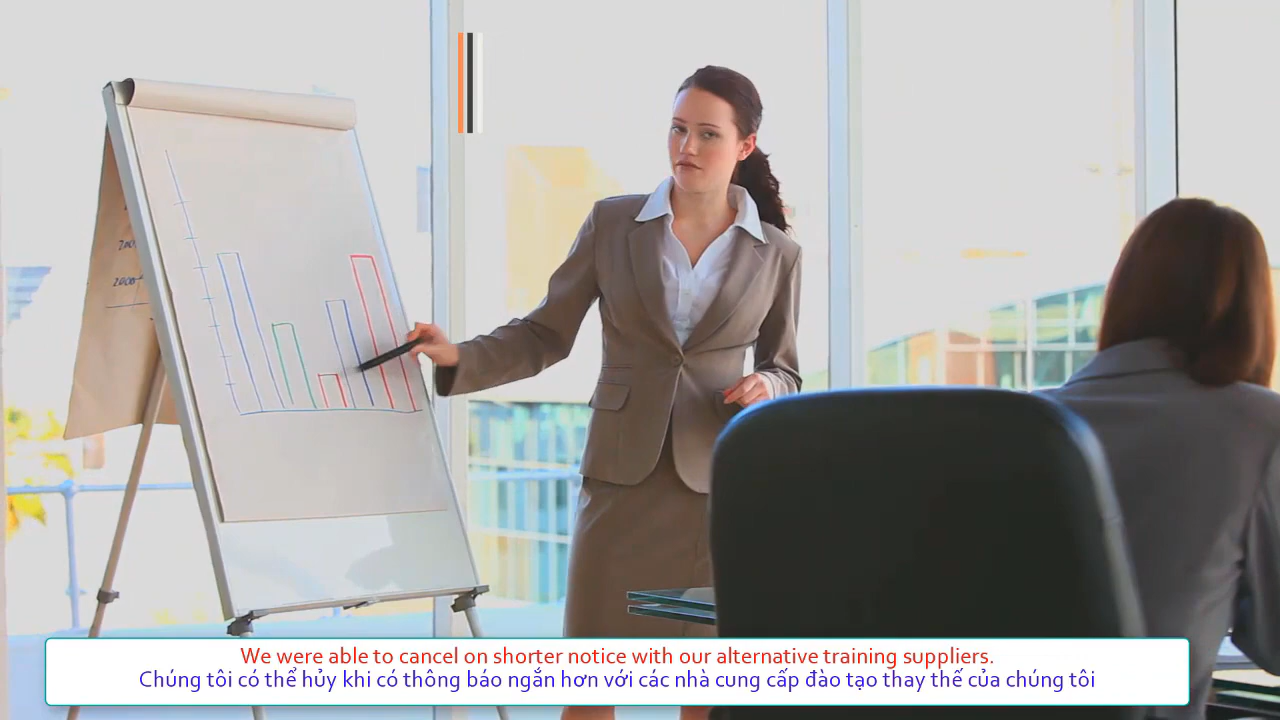 We were able to cancel on shorter notice with our alternative training suppliers.
Chúng tôi có thể hủy khi có thông báo ngắn hơn với các nhà cung cấp đào tạo thay thế của chúng tôi